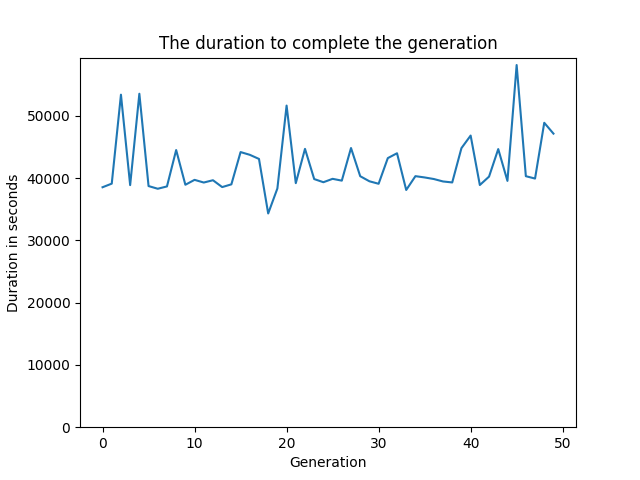 The duration to complete the generation
Duration in seconds
50000
40000
30000
20000
10000
0
0 10 20 30 40 50
Generation